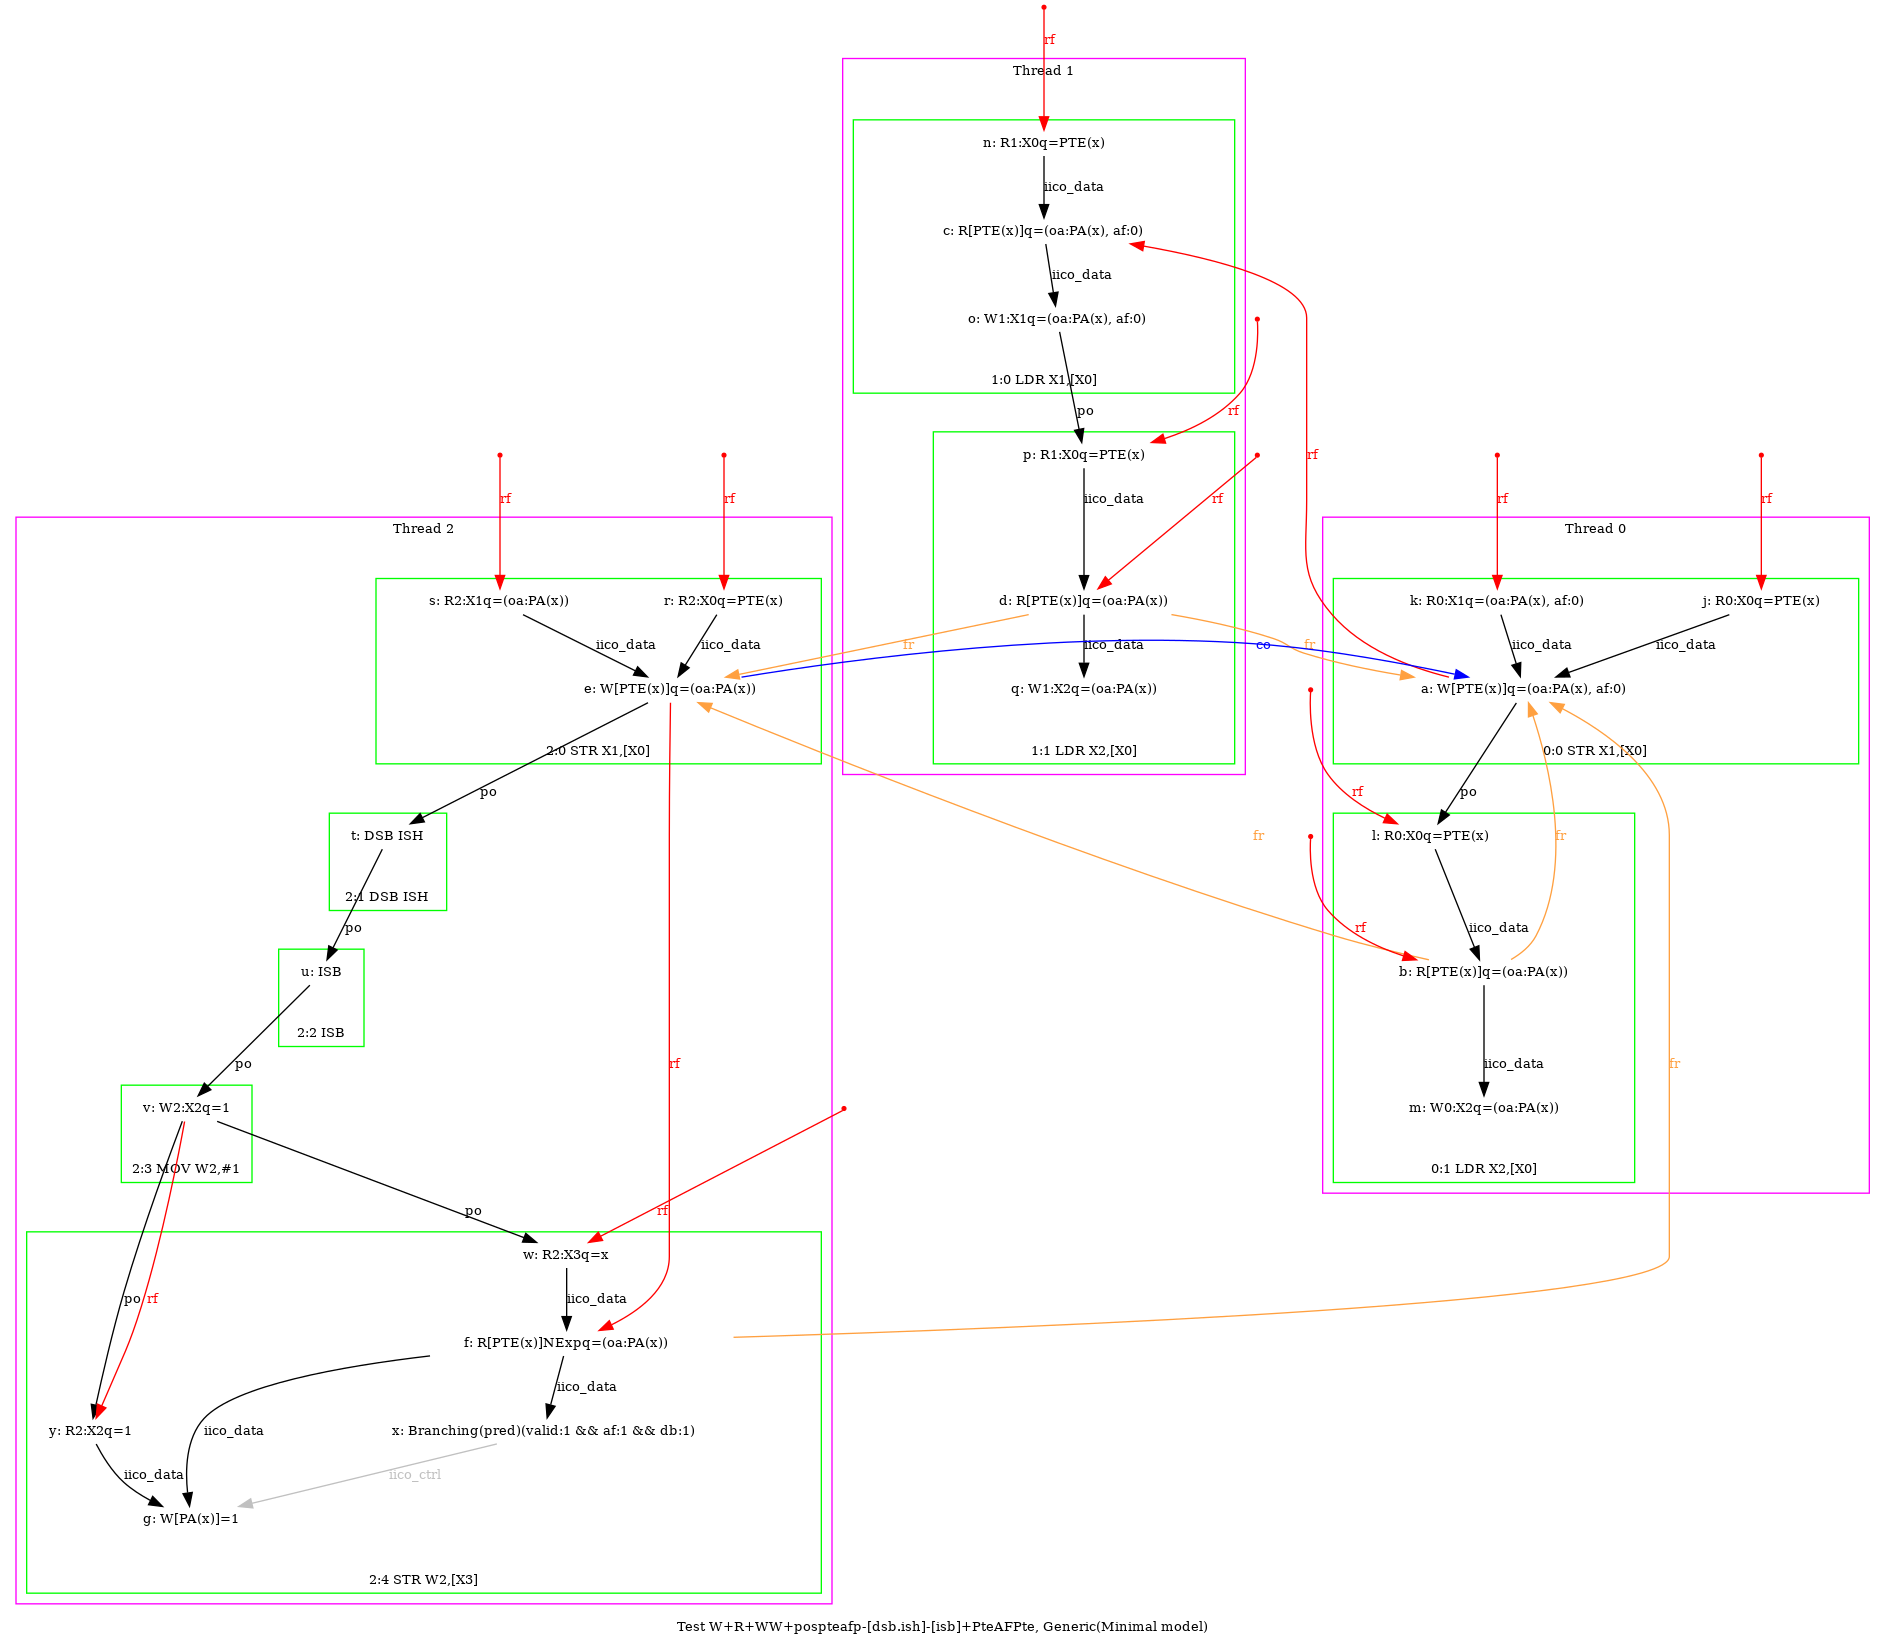 rf
Thread 1
n: R1:X0q=PTE(x)
iico_data
c: R[PTE(x)]q=(oa:PA(x), af:0)
iico_data
o: W1:X1q=(oa:PA(x), af:0)
1:0 LDR X1,[X0]
po
rf
p: R1:X0q=PTE(x)
rf
iico_data
rf
d: R[PTE(x)]q=(oa:PA(x))
fr
iico_data
fr
q: W1:X2q=(oa:PA(x))
1:1 LDR X2,[X0]
rf
rf
Thread 2
s: R2:X1q=(oa:PA(x))
r: R2:X0q=PTE(x)
iico_data
iico_data
co
e: W[PTE(x)]q=(oa:PA(x))
2:0 STR X1,[X0]
po
t: DSB ISH
2:1 DSB ISH
po
u: ISB
2:2 ISB
po
rf
v: W2:X2q=1
2:3 MOV W2,#1
po
rf
w: R2:X3q=x
po
rf
iico_data
f: R[PTE(x)]NExpq=(oa:PA(x))
iico_data
iico_data
y: R2:X2q=1
x: Branching(pred)(valid:1 && af:1 && db:1)
iico_data
iico_ctrl
g: W[PA(x)]=1
2:4 STR W2,[X3]
rf
rf
Thread 0
k: R0:X1q=(oa:PA(x), af:0)
j: R0:X0q=PTE(x)
iico_data
iico_data
a: W[PTE(x)]q=(oa:PA(x), af:0)
0:0 STR X1,[X0]
rf
po
fr
l: R0:X0q=PTE(x)
fr
rf
iico_data
b: R[PTE(x)]q=(oa:PA(x))
iico_data
fr
m: W0:X2q=(oa:PA(x))
0:1 LDR X2,[X0]
Test W+R+WW+pospteafp-[dsb.ish]-[isb]+PteAFPte, Generic(Minimal model)